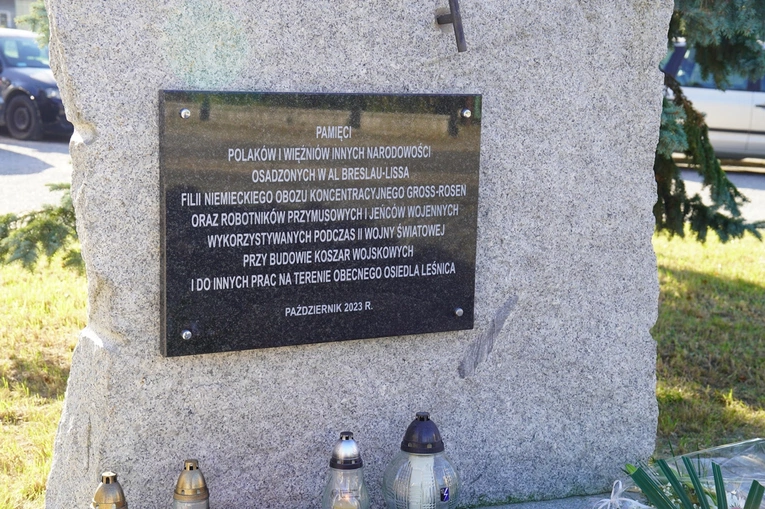 PAMIĘCI
POLAKÓW I WIĘŹNIÓW INNYCH NARODOWOŚCI
OSADZONYCH W AL BRESLAU-LISSA
FILII NIEMIECKIEGO OBOZU KONCENTRACYJNEGO GROSS-ROSEN
ORAZ ROBOTNIKÓW PRZYMUSOWYCH I JEŃCÓW WOJENNYCH
WYKORZYSTYWANYCH PODCZAS II WOJNY ŚWIATOWEJ
PRZY BUDOWIE KOSZAR WOJSKOWYCH
I DO INNYCH PRAC NA TERENIE OBECNEGO OSIEDLA LEŚNICA
PAŹDZIERNIK 2023 R.